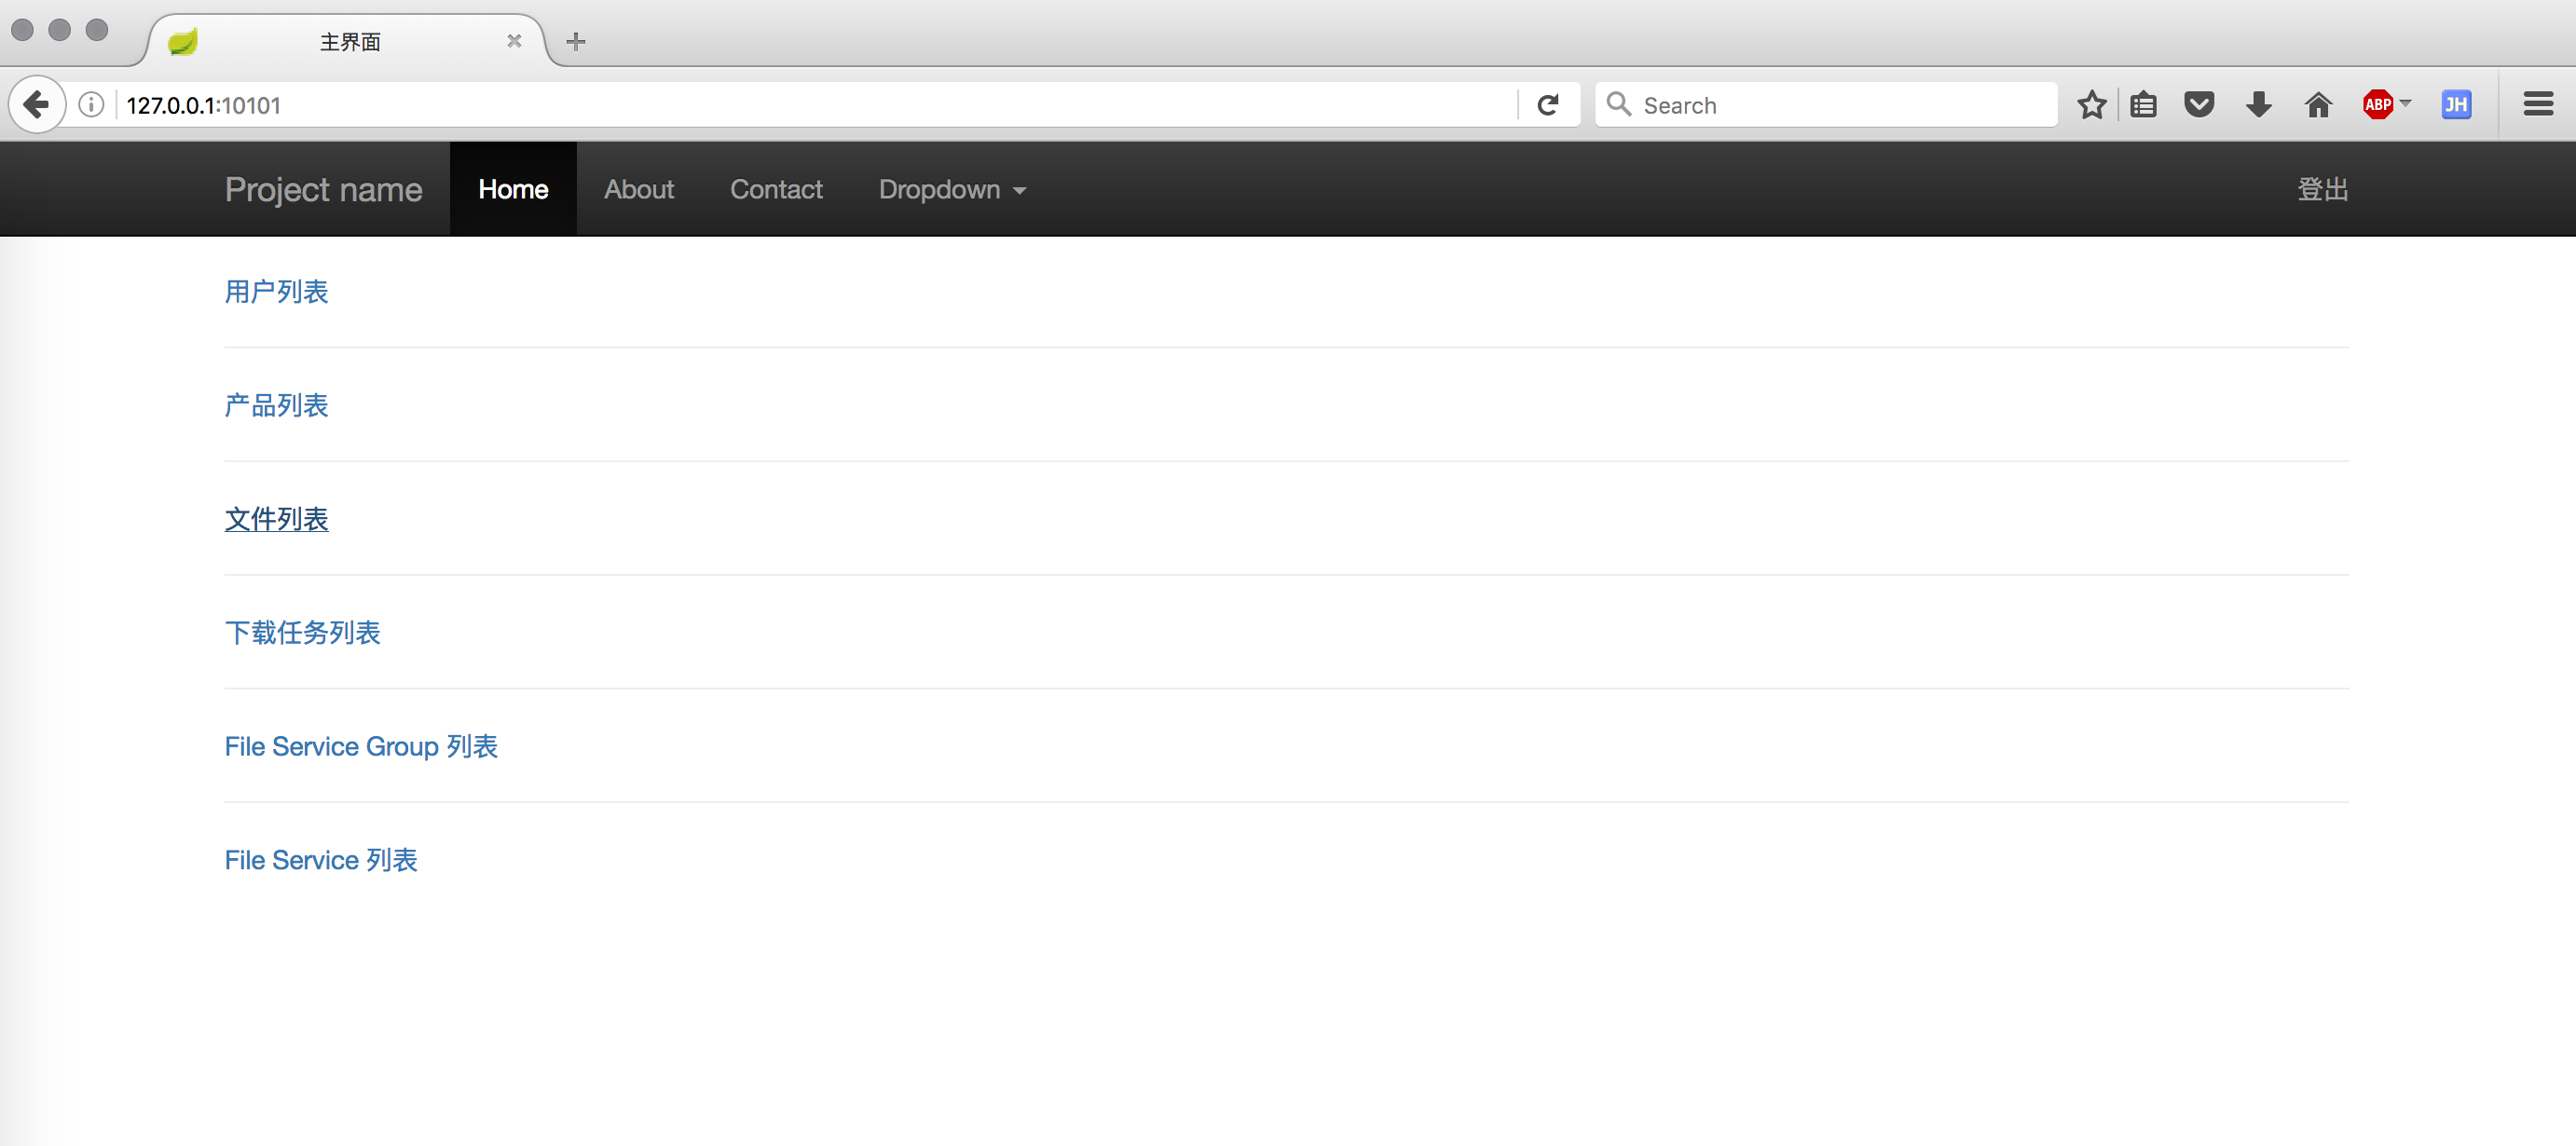 主界面
127.0.0.1:10101
Search
ABP
JH
Project name Home About Contact Dropdown 登出
用户列表
产品列表
文件列表
下载任务列表
File Service Group 列表
File Service 列表